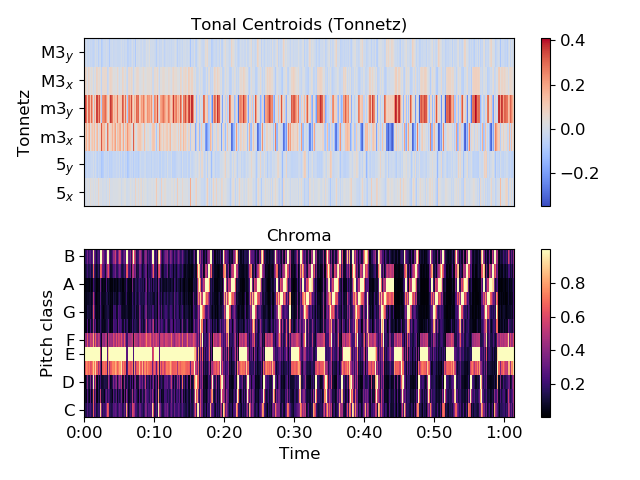 Tonal Centroids (Tonnetz)
M3y
M3x
m3y
m3x
5y
5x
Tonnetz
0.4
0.2
0.0
−0.2
Chroma
B
A
G
F
E
D
C
Pitch class
0.8
0.6
0.4
0.2
0:00 0:10 0:20 0:30 0:40 0:50 1:00
Time